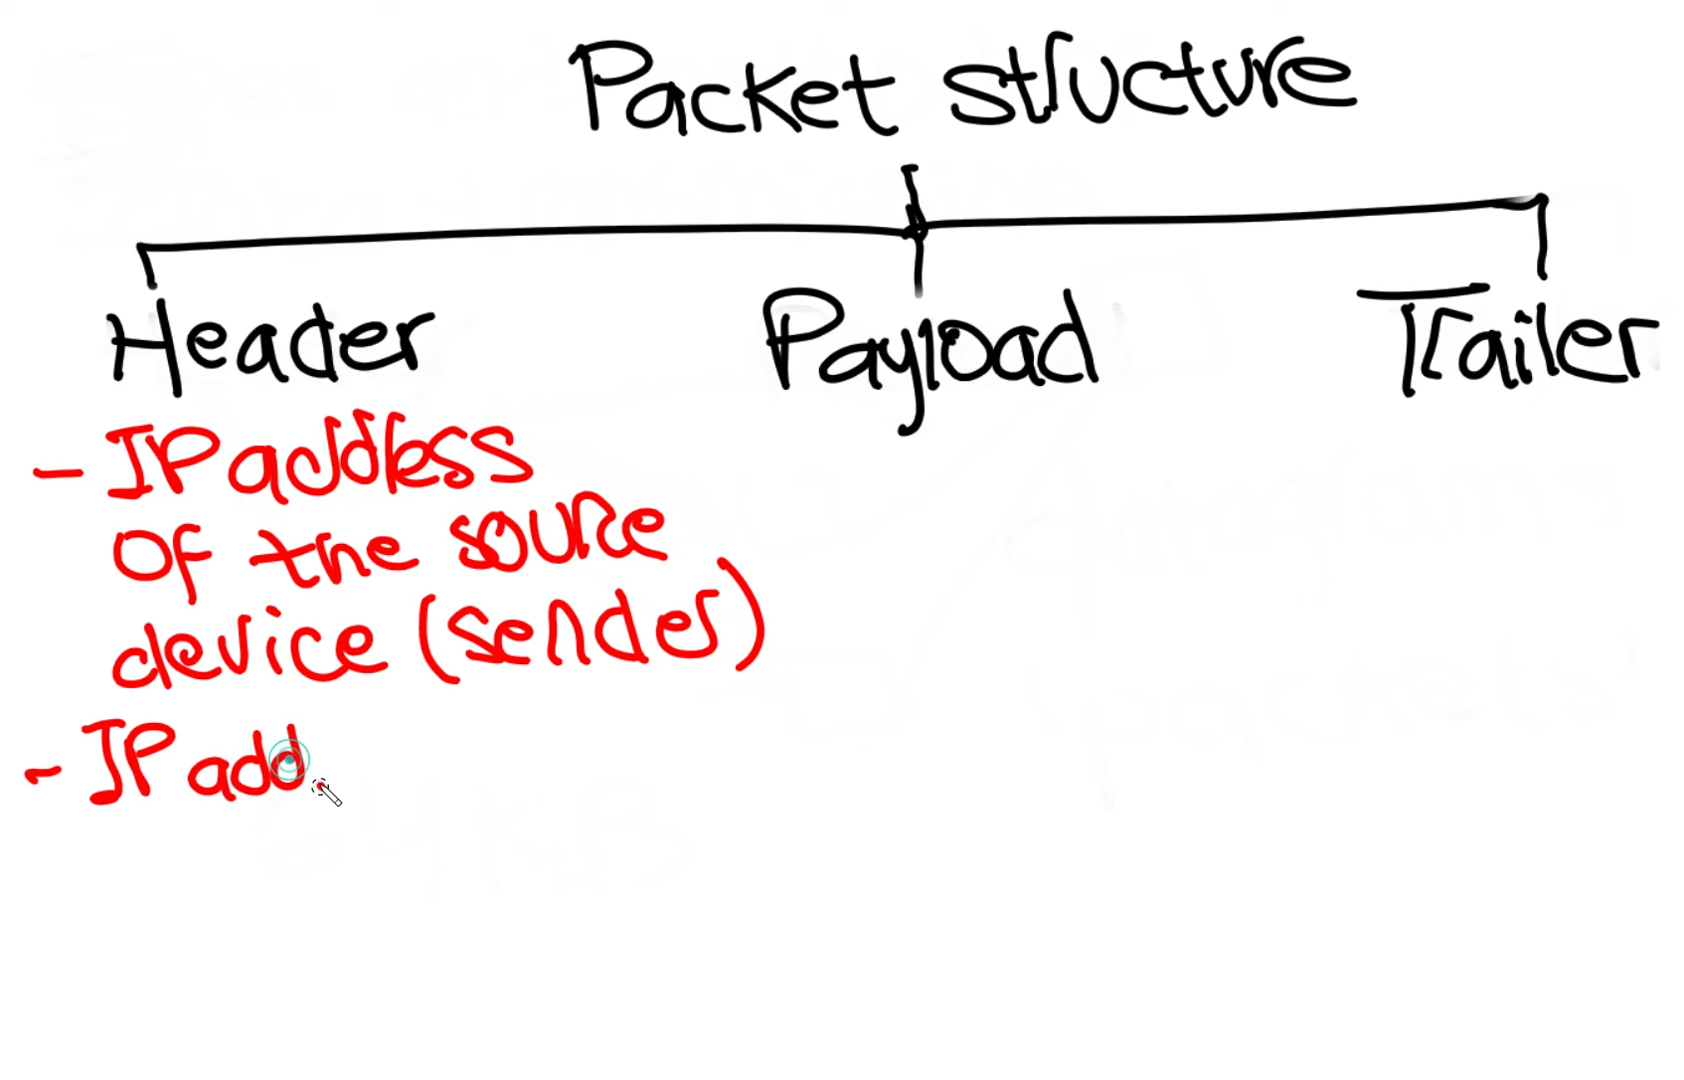 Packet structure
Header Payload Trailer
- IP address
of the source
device (sender)
- IP add